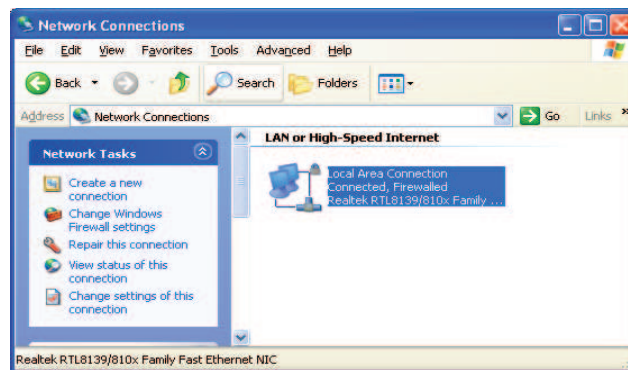 Network Connections
File Edit View Favorites Tools Advanced Help
Back Search Folders
Address Network Connections Go Links »
LAN or High-Speed Internet
Network Tasks
Local Area Connection
Connected, Firewalled
Realtek RTL8139/810x Family ...
Create a new
connection
Change Windows
Firewall settings
Repair this connection
View status of this
connection
Change settings of this
connection
Realtek RTL8139/810x Family Fast Ethernet NIC